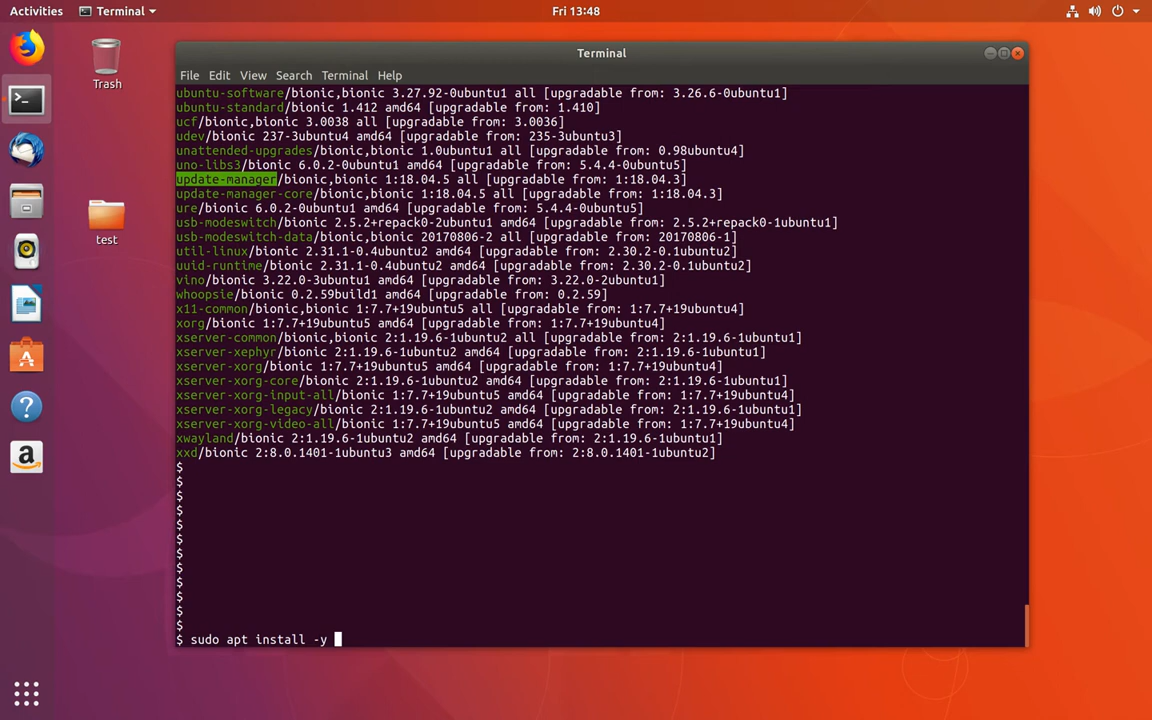 Activities Terminal Fri 13:48
Trash
test
Terminal
File Edit View Search Terminal Help
ubuntu-software/bionic,bionic 3.27.92-0ubuntu1 all [upgradable from: 3.26.6-0ubuntu1]
ubuntu-standard/bionic 1.412 amd64 [upgradable from: 1.410]
ucf/bionic,bionic 3.0038 all [upgradable from: 3.0036]
udev/bionic 237-3ubuntu4 amd64 [upgradable from: 235-3ubuntu3]
unattended-upgrades/bionic,bionic 1.0ubuntu1 all [upgradable from: 0.98ubuntu4]
uno-libs3/bionic 6.0.2-0ubuntu1 amd64 [upgradable from: 5.4.4-0ubuntu5]
update-manager/bionic,bionic 1:18.04.5 all [upgradable from: 1:18.04.3]
update-manager-core/bionic,bionic 1:18.04.5 all [upgradable from: 1:18.04.3]
ure/bionic 6.0.2-0ubuntu1 amd64 [upgradable from: 5.4.4-0ubuntu5]
usb-modeswitch/bionic 2.5.2+repack0-2ubuntu1 amd64 [upgradable from: 2.5.2+repack0-1ubuntu1]
usb-modeswitch-data/bionic,bionic 20170806-2 all [upgradable from: 20170806-1]
util-linux/bionic 2.31.1-0.4ubuntu2 amd64 [upgradable from: 2.30.2-0.1ubuntu2]
uuid-runtime/bionic 2.31.1-0.4ubuntu2 amd64 [upgradable from: 2.30.2-0.1ubuntu2]
vino/bionic 3.22.0-3ubuntu1 amd64 [upgradable from: 3.22.0-2ubuntu1]
whoopsie/bionic 0.2.59build1 amd64 [upgradable from: 0.2.59]
x11-common/bionic,bionic 1:7.7+19ubuntu5 all [upgradable from: 1:7.7+19ubuntu4]
xorg/bionic 1:7.7+19ubuntu5 amd64 [upgradable from: 1:7.7+19ubuntu4]
xserver-common/bionic,bionic 2:1.19.6-1ubuntu2 all [upgradable from: 2:1.19.6-1ubuntu1]
xserver-xephyr/bionic 2:1.19.6-1ubuntu2 amd64 [upgradable from: 2:1.19.6-1ubuntu1]
xserver-xorg/bionic 1:7.7+19ubuntu5 amd64 [upgradable from: 1:7.7+19ubuntu4]
xserver-xorg-core/bionic 2:1.19.6-1ubuntu2 amd64 [upgradable from: 2:1.19.6-1ubuntu1]
xserver-xorg-input-all/bionic 1:7.7+19ubuntu5 amd64 [upgradable from: 1:7.7+19ubuntu4]
xserver-xorg-legacy/bionic 2:1.19.6-1ubuntu2 amd64 [upgradable from: 2:1.19.6-1ubuntu1]
xserver-xorg-video-all/bionic 1:7.7+19ubuntu5 amd64 [upgradable from: 1:7.7+19ubuntu4]
xwayland/bionic 2:1.19.6-1ubuntu2 amd64 [upgradable from: 2:1.19.6-1ubuntu1]
xxd/bionic 2:8.0.1401-1ubuntu3 amd64 [upgradable from: 2:8.0.1401-1ubuntu2]
$
$
$
$
$
$
$
$
$
$
$
$
$ sudo apt install -y